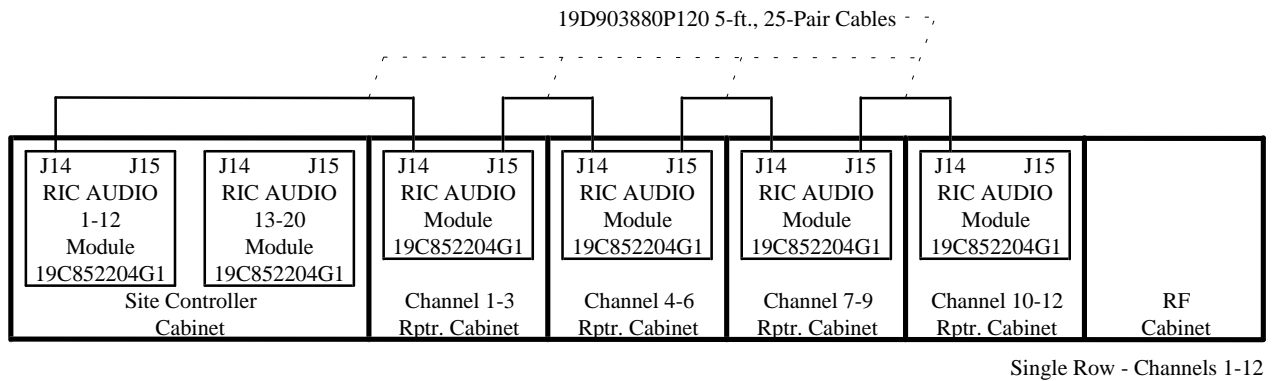 19D903880P120 5-ft., 25-Pair Cables
J14 J15
RIC AUDIO
1-12
Module
19C852204G1
J14 J15
RIC AUDIO
13-20
Module
19C852204G1
Site Controller
Cabinet
J14 J15
RIC AUDIO
Module
19C852204G1
Channel 1-3
Rptr. Cabinet
J14 J15
RIC AUDIO
Module
19C852204G1
Channel 4-6
Rptr. Cabinet
J14 J15
RIC AUDIO
Module
19C852204G1
Channel 7-9
Rptr. Cabinet
J14 J15
RIC AUDIO
Module
19C852204G1
Channel 10-12
Rptr. Cabinet
RF
Cabinet
Single Row - Channels 1-12